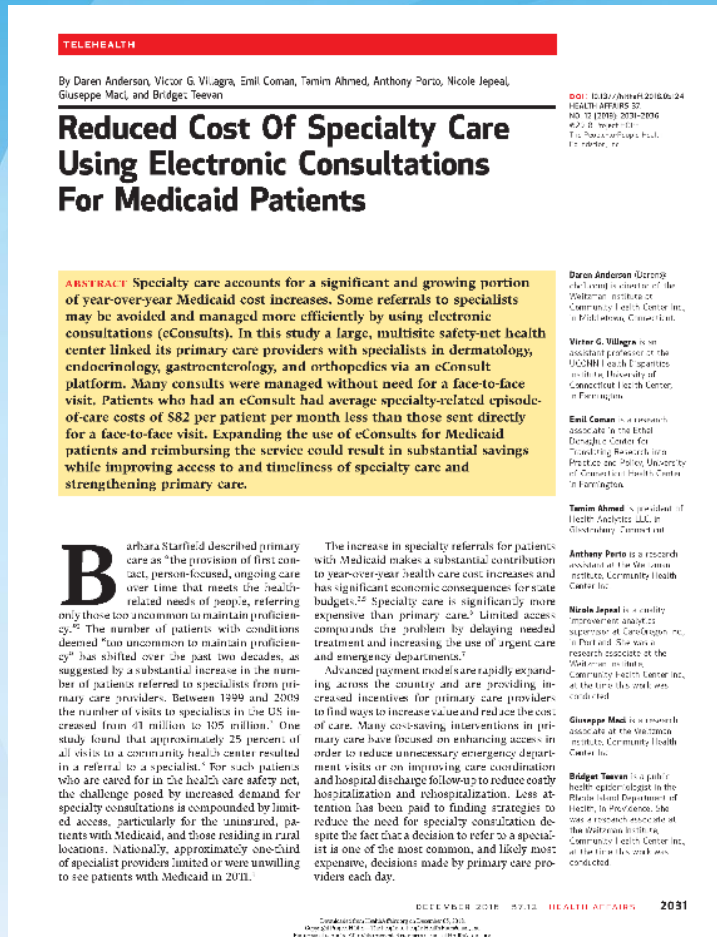 TELEHEALTH
By Daren Anderson, Victor G. Villagra, Emil Coman, Tamim Ahmed, Anthony Porto, Nicole Jepeal,
Giuseppe Maci, and Bridget Teevan
Reduced Cost Of Specialty Care
Using Electronic Consultations
For Medicaid Patients
DOI:
HEALTH AFFAIRS 37,
NO. 12 (2018): 2031–2036
ABSTRACT Specialty care accounts for a significant and growing portion
of year-over-year Medicaid cost increases. Some referrals to specialists
may be avoided and managed more efficiently by using electronic
consultations (eConsults). In this study a large, multisite safety-net health
center linked its primary care providers with specialists in dermatology,
endocrinology, gastroenterology, and orthopedics via an eConsult
platform. Many consults were managed without need for a face-to-face
visit. Patients who had an eConsult had average specialty-related episode-
of-care costs of $82 per patient per month less than those sent directly
for a face-to-face visit. Expanding the use of eConsults for Medicaid
patients and reimbursing the service could result in substantial savings
while improving access to and timeliness of specialty care and
strengthening primary care.
Barbara Starfield described primary
care as "the provision of first con-
tact, person-focused, ongoing care
over time that meets the health-
related needs of people, referring
only those too uncommon to maintain proficien-
cy." The number of patients with conditions
deemed "too uncommon to maintain proficien-
cy" has shifted over the past two decades, as
suggested by a substantial increase in the num-
ber of patients referred to specialists from pri-
mary care providers. Between 1999 and 2009
the number of visits to specialists in the US in-
creased from 41 million to 105 million. One
study found that approximately 25 percent of
all visits to a community health center resulted
in a referral to a specialist. For such patients
who are cared for in the health care safety net,
the challenge posed by increased demand for
specialty consultations is compounded by limit-
ed access, particularly for the uninsured, pa-
tients with Medicaid, and those residing in rural
locations. Nationally, approximately one-third
of specialist providers limited or were unwilling
to see patients with Medicaid in 2011.
The increase in specialty referrals for patients
with Medicaid makes a substantial contribution
to year-over-year health care cost increases and
has significant economic consequences for state
budgets. Specialty care is significantly more
expensive than primary care. Limited access
compounds the problem by delaying needed
treatment and increasing the use of urgent care
and emergency departments.
Advanced payment models are rapidly expand-
ing across the country and are providing in-
creased incentives for primary care providers
to find ways to increase value and reduce the cost
of care. Many cost-saving interventions in pri-
mary care have focused on enhancing access in
order to reduce unnecessary emergency depart-
ment visits or on improving care coordination
and hospital discharge follow-up to reduce costly
hospitalization and rehospitalization. Less at-
tention has been paid to finding strategies to
reduce the need for specialty consultation de-
spite the fact that a decision to refer to a special-
ist is one of the most common, and likely most
expensive, decisions made by primary care pro-
viders each day.
Daren Anderson (Daren@
chc1.com) is director of the
Weitzman Institute at
Community Health Center Inc.,
in Middletown, Connecticut.
Victor G. Villagra is an
assistant professor at the
UCONN Health Disparities
Institute, University of
Connecticut Health Center,
in Farmington.
Emil Coman is a research
associate in the Ethel
Donaghue Center for
Translating Research into
Practice and Policy, University
of Connecticut Health Center
in Farmington.
Tamim Ahmed is president of
Health Analytics LLC, in
Glastonbury, Connecticut.
Anthony Porto is a research
assistant at the Weitzman
Institute, Community Health
Center Inc.
Nicole Jepeal is a quality
improvement analytics
supervisor at CareOregon Inc.,
in Portland. She was a
research associate at the
Weitzman Institute,
Community Health Center Inc.,
at the time this work was
conducted.
Giuseppe Maci is a research
associate at the Weitzman
Institute, Community Health
Center Inc.
Bridget Teevan is a public
health epidemiologist in the
Rhode Island Department of
Health, in Providence. She
was a research associate at
the Weitzman Institute,
Community Health Center Inc.,
at the time this work was
conducted.
DECEMBER 2018 37:12 HEALTH AFFAIRS 2031